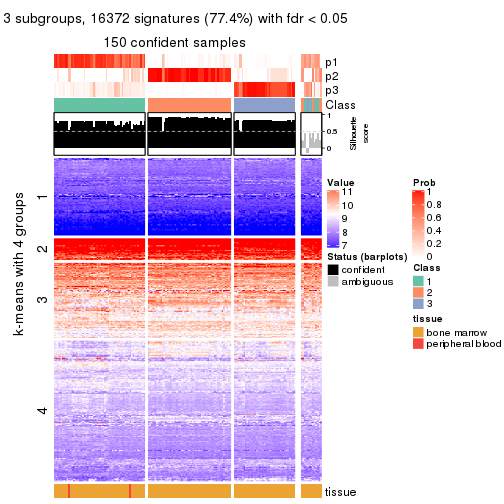 3 subgroups, 16372 signatures (77.4%) with fdr < 0.05
150 confident samples
p1
p2
p3
Class
1
0.5
0
Silhouette
score
k-means with 4 groups
1
2
3
4
tissue
Value
11
10
9
8
7
Status (barplots)
confident
ambiguous
Prob
1
0.8
0.6
0.4
0.2
0
Class
1
2
3
tissue
bone marrow
peripheral blood